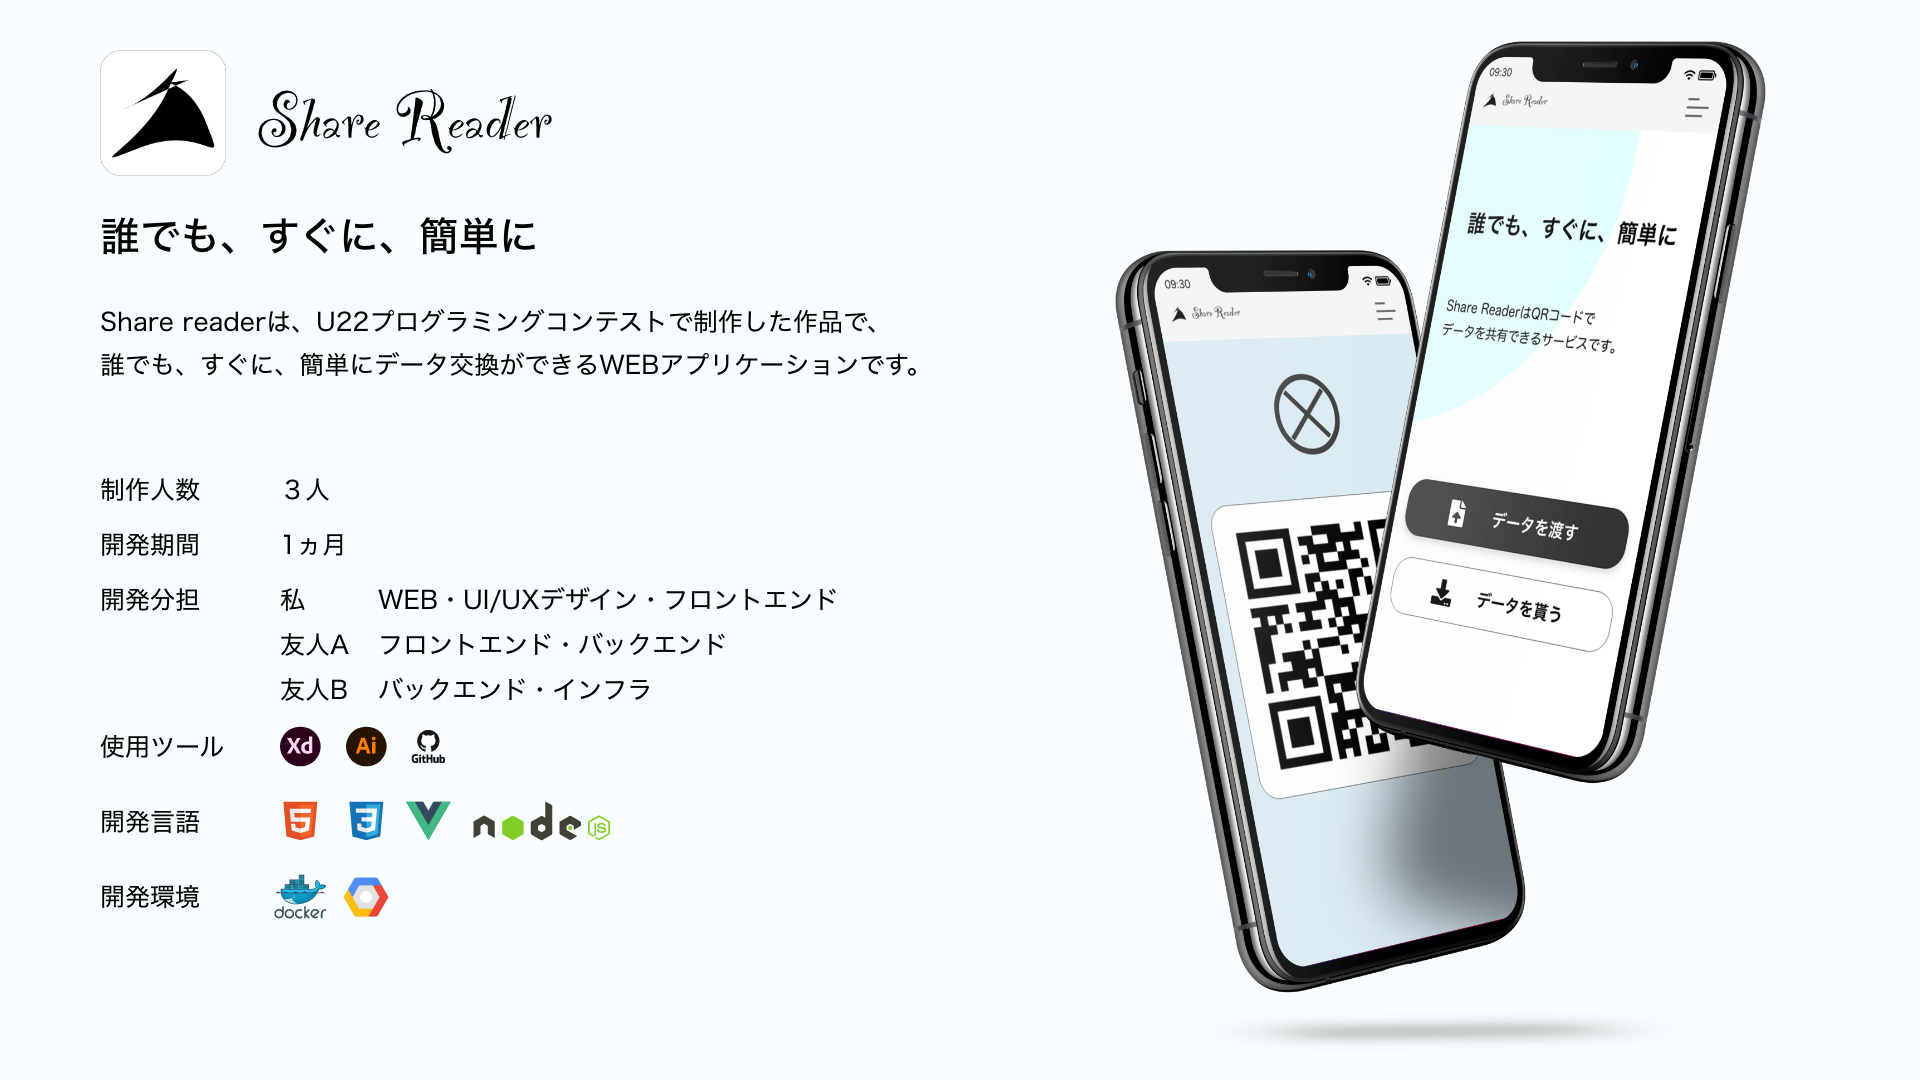 Share Reader
誰でも、すぐに、簡単に
Share readerは、U22プログラミングコンテストで制作した作品で、
誰でも、すぐに、簡単にデータ交換ができるWEBアプリケーションです。
制作人数 3人
開発期間 1ヵ月
開発分担 私 WEB・UI/UXデザイン・フロントエンド
友人A フロントエンド・バックエンド
友人B バックエンド・インフラ
使用ツール Xd Ai GitHub
開発言語 5 3 node JS
開発環境 docker
09:30
Share Reader
09:30
Share Reader
誰でも、すぐに、簡単に
Share ReaderはQRコードで
データを共有できるサービスです。
データを渡す
データを貰う